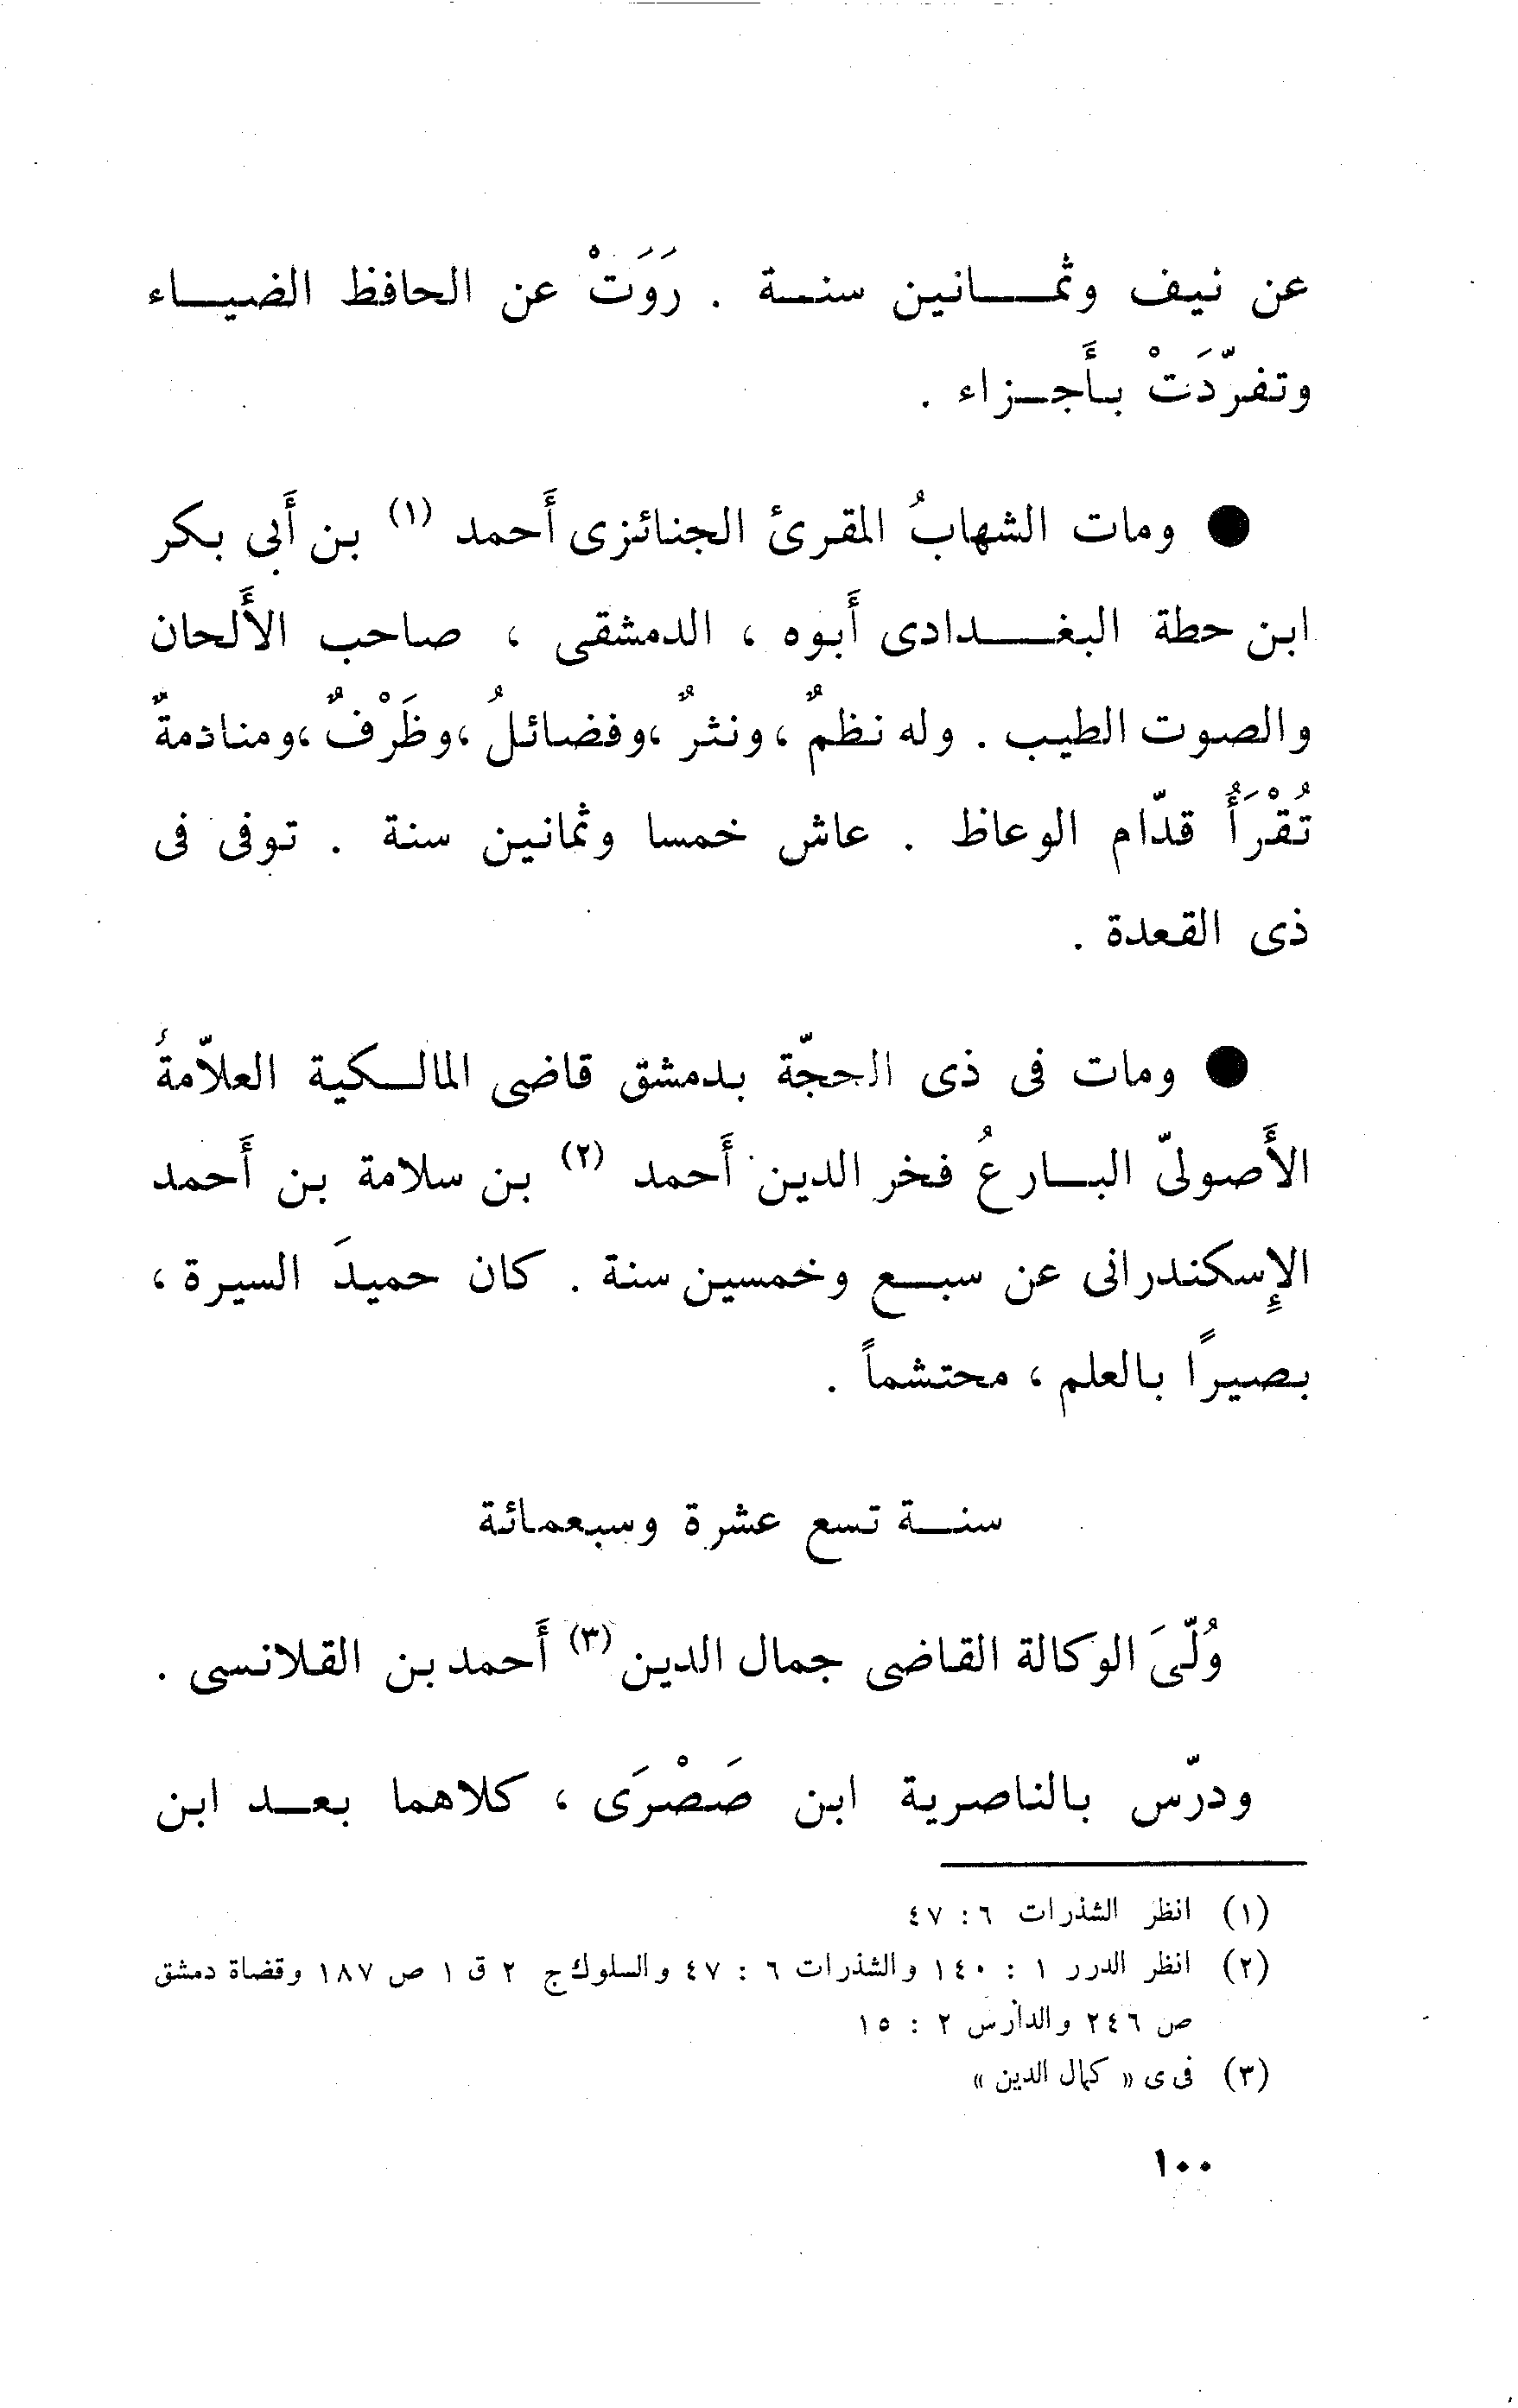 عن نيف وثمانين سنة . رَوَتْ عن الحافظ الضياء
وتفرّدَتْ بأَجزاء .
● ومات الشهابُ المقرئ الجنائزى أَحمد (١) بن أَبى بكر
ابن حطة البغدادى أَبوه ، الدمشقى ، صاحب الأَلحان
والصوت الطيب . وله نظمٌ ، ونثرٌ ، وفضائلُ ، وظَرْفٌ ، ومنادمةٌ
تُقْرَأُ قدّام الوعاظ . عاش خمسا وثمانين سنة . توفى فى
ذى القعدة .
● ومات فى ذى الحجّة بدمشق قاضى المالكية العلاّمةُ
الأَصولىّ البارعُ فخر الدين أَحمد (٢) بن سلامة بن أَحمد
الإِسكندرانى عن سبع وخمسين سنة . كان حميدَ السيرة ،
بصيرًا بالعلم ، محتشماً .
سنة تسع عشرة وسبعمائة
وُلّىَ الوكالة القاضى جمال الدين (٣) أَحمد بن القلانسى .
ودرّس بالناصرية ابن صَصْرَى ، كلاهما بعد ابن
(١) انظر الشذرات ٦ : ٤٧
(٢) انظر الدرر ١ : ١٤٠ والشذرات ٦ : ٤٧ والسلوك ج ٢ ق ١ ص ١٨٧ وقضاة دمشق
ص ٢٤٦ والدارس ٢ : ١٥
(٣) فى ى « كمال الدين »
١٠٠